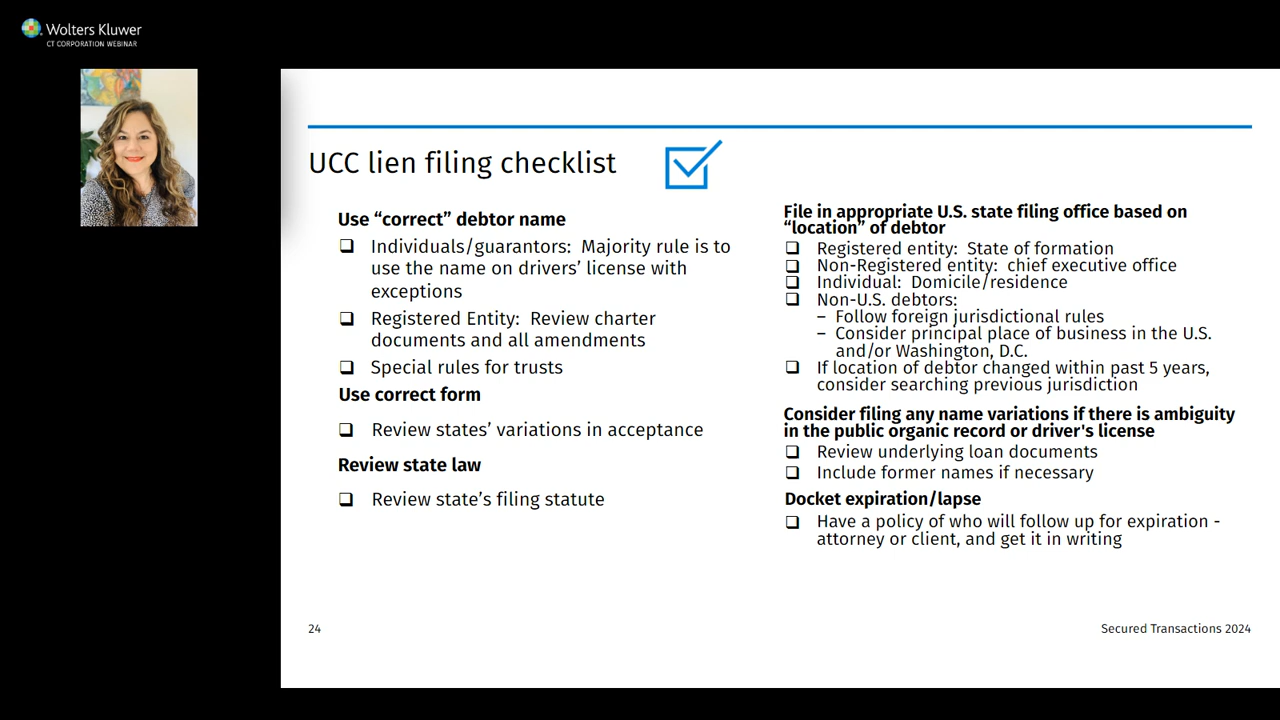 Wolters Kluwer
CT CORPORATION WEBINAR
UCC lien filing checklist
Use “correct” debtor name
Individuals/guarantors: Majority rule is to
use the name on drivers’ license with
exceptions
Registered Entity: Review charter
documents and all amendments
Special rules for trusts
Use correct form
Review states’ variations in acceptance
Review state law
Review state’s filing statute
File in appropriate U.S. state filing office based on
“location” of debtor
Registered entity: State of formation
Non-Registered entity: chief executive office
Individual: Domicile/residence
Non-U.S. debtors:
– Follow foreign jurisdictional rules
– Consider principal place of business in the U.S.
and/or Washington, D.C.
If location of debtor changed within past 5 years,
consider searching previous jurisdiction
Consider filing any name variations if there is ambiguity
in the public organic record or driver's license
Review underlying loan documents
Include former names if necessary
Docket expiration/lapse
Have a policy of who will follow up for expiration -
attorney or client, and get it in writing
24
Secured Transactions 2024